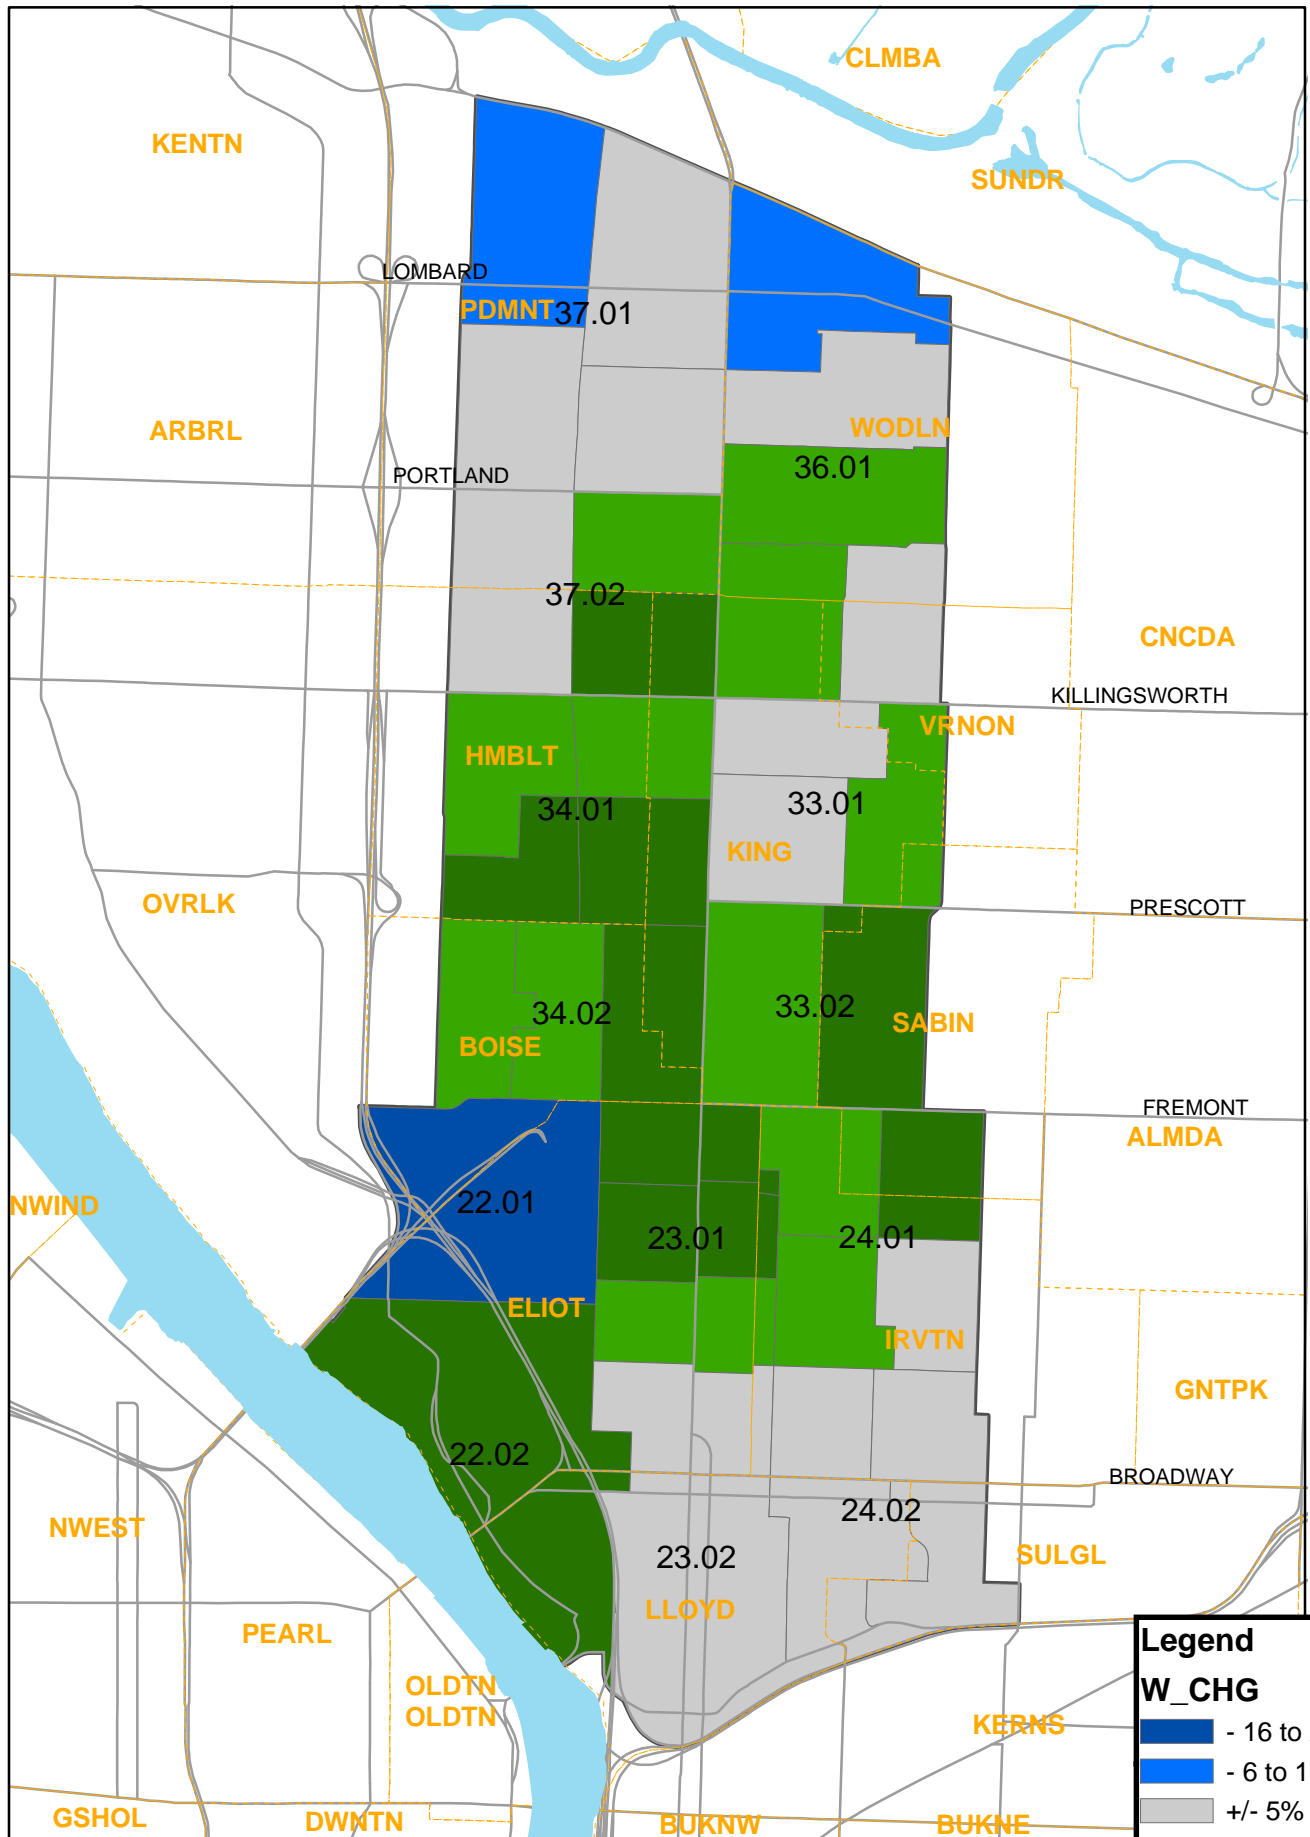 CLMBA
KENTN
SUNDR
LOMBARD
PDMNT
37.01
ARBRL
WODLN
36.01
PORTLAND
37.02
CNCDA
KILLINGSWORTH
VRNON
HMBLT
34.01
33.01
KING
OVRLK
PRESCOTT
34.02
33.02
SABIN
BOISE
FREMONT
ALMDA
NWIND
22.01
23.01
24.01
ELIOT
IRVTN
GNTPK
22.02
BROADWAY
24.02
NWEST
23.02
SULGL
LLOYD
PEARL
Legend
OLDTN
W_CHG
OLDTN
KERNS
- 16 to
- 6 to 1
+/- 5%
GSHOL
DWNTN
BUKNW
BUKNE